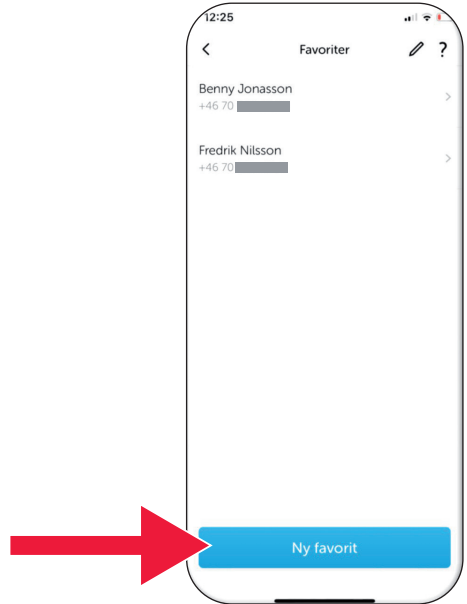 12:25
Favoriter
?
Benny Jonasson
+46 70
Fredrik Nilsson
+46 70
Ny favorit